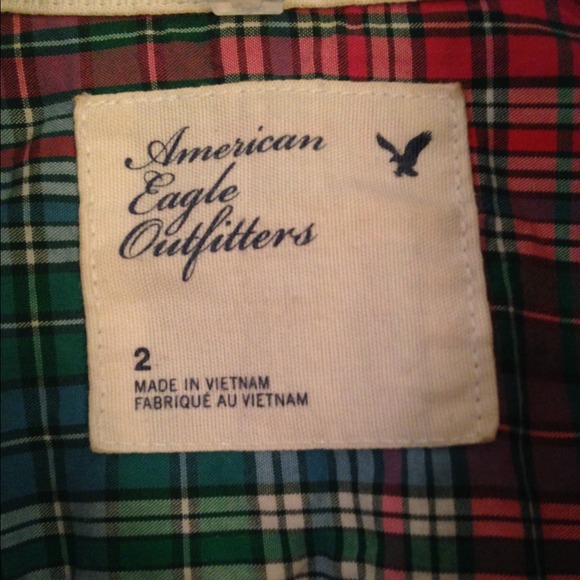 American
Eagle
Outfitters
2
MADE IN VIETNAM
FABRIQUÉ AU VIETNAM